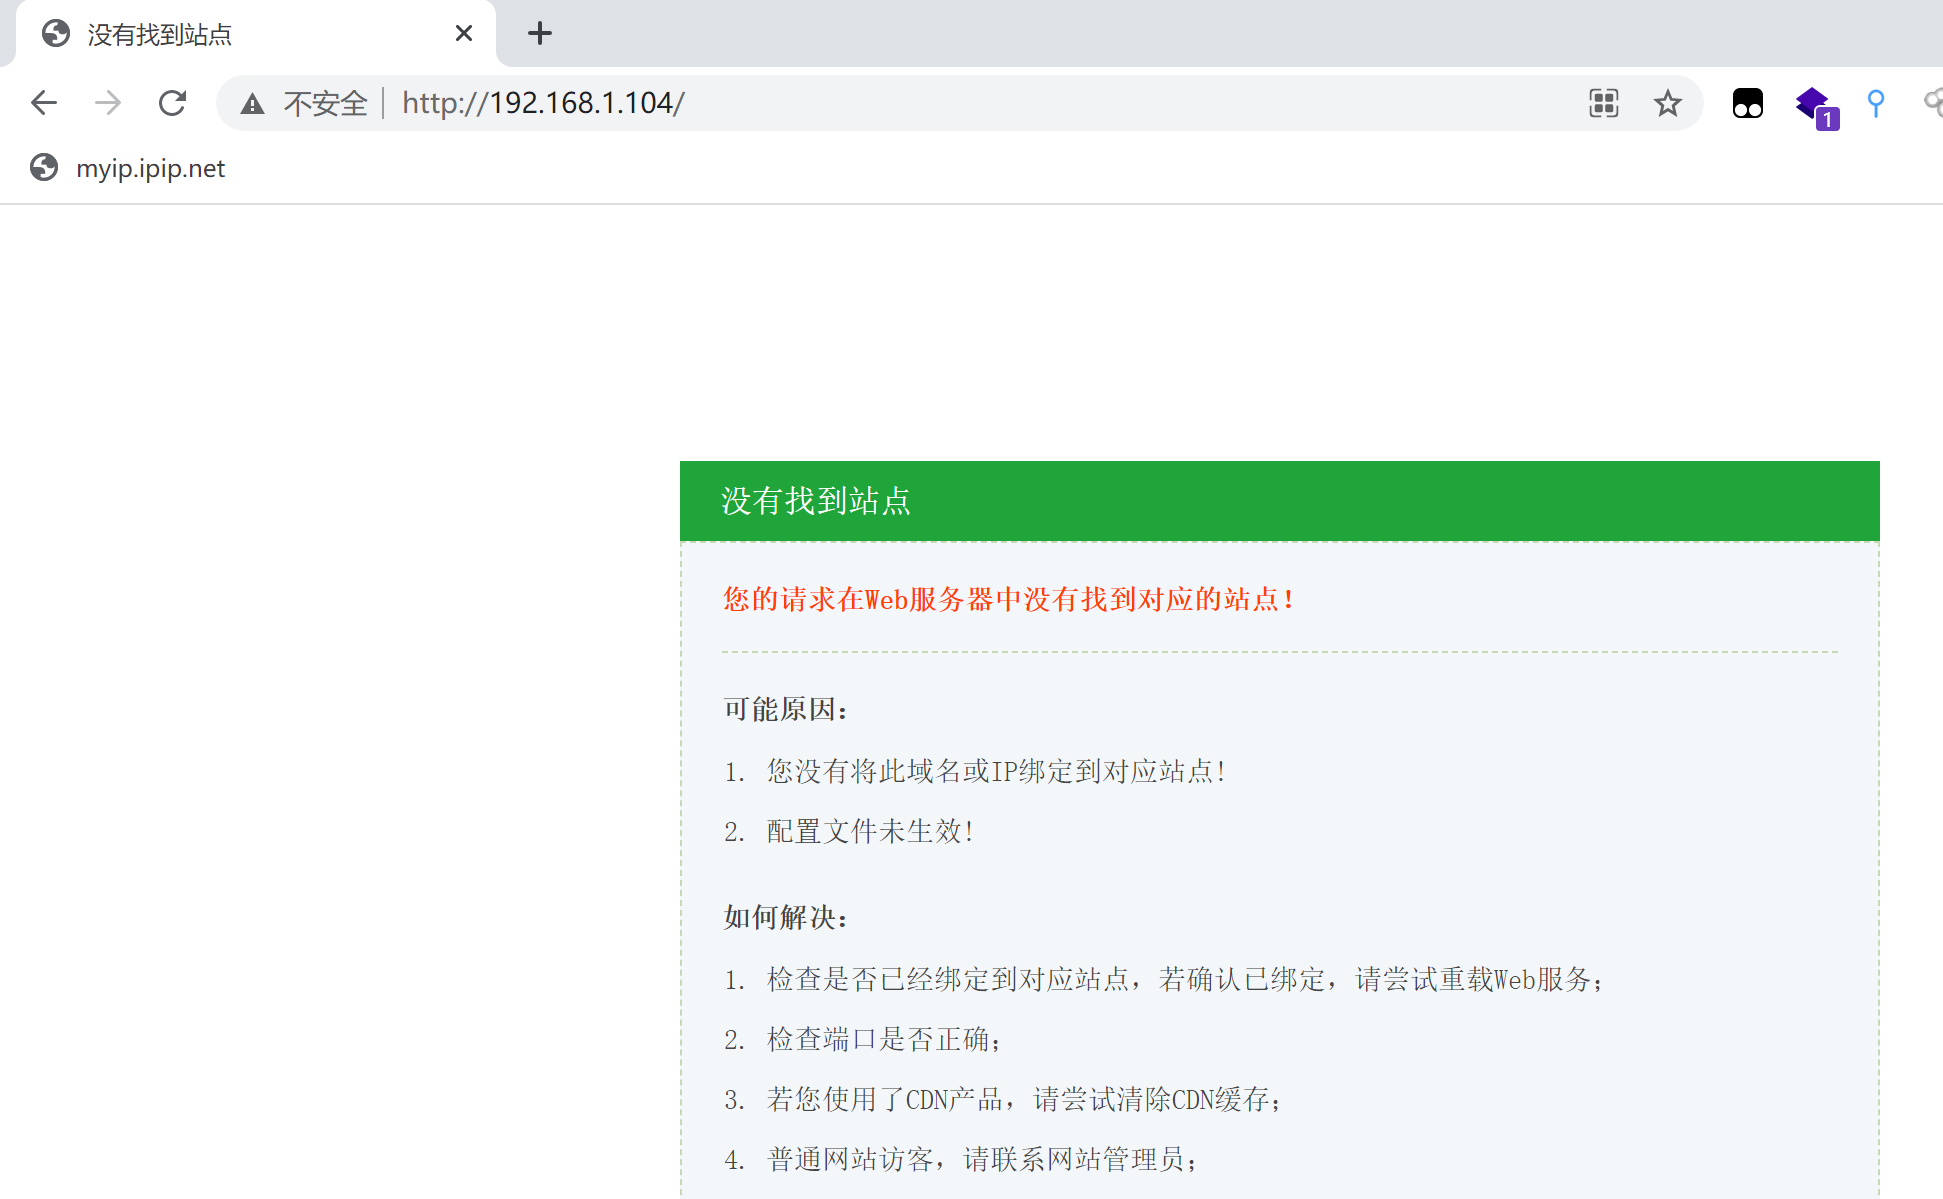 没有找到站点
不安全 http://192.168.1.104/
1
myip.ipip.net
没有找到站点
您的请求在Web服务器中没有找到对应的站点！
可能原因：
1. 您没有将此域名或IP绑定到对应站点!
2. 配置文件未生效!
如何解决：
1. 检查是否已经绑定到对应站点，若确认已绑定，请尝试重载Web服务；
2. 检查端口是否正确；
3. 若您使用了CDN产品，请尝试清除CDN缓存；
4. 普通网站访客，请联系网站管理员；